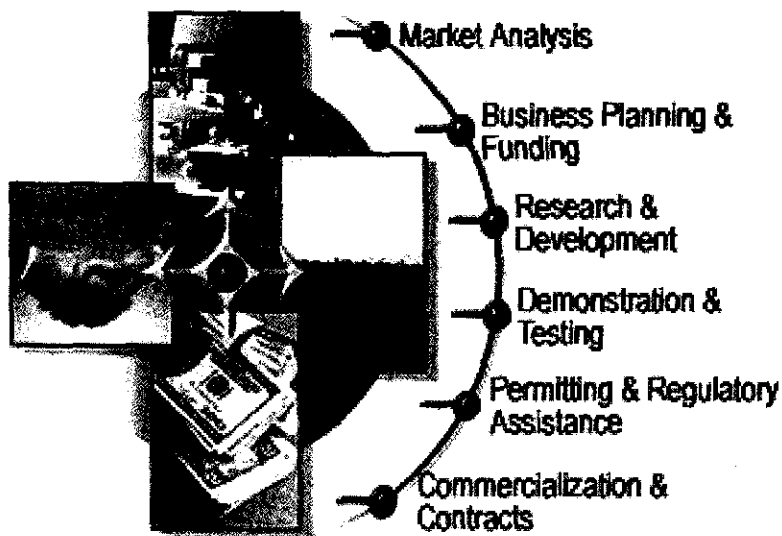 Market Analysis
Business Planning &
Funding
Research &
Development
Demonstration &
Testing
Permitting & Regulatory
Assistance
Commercialization &
Contracts